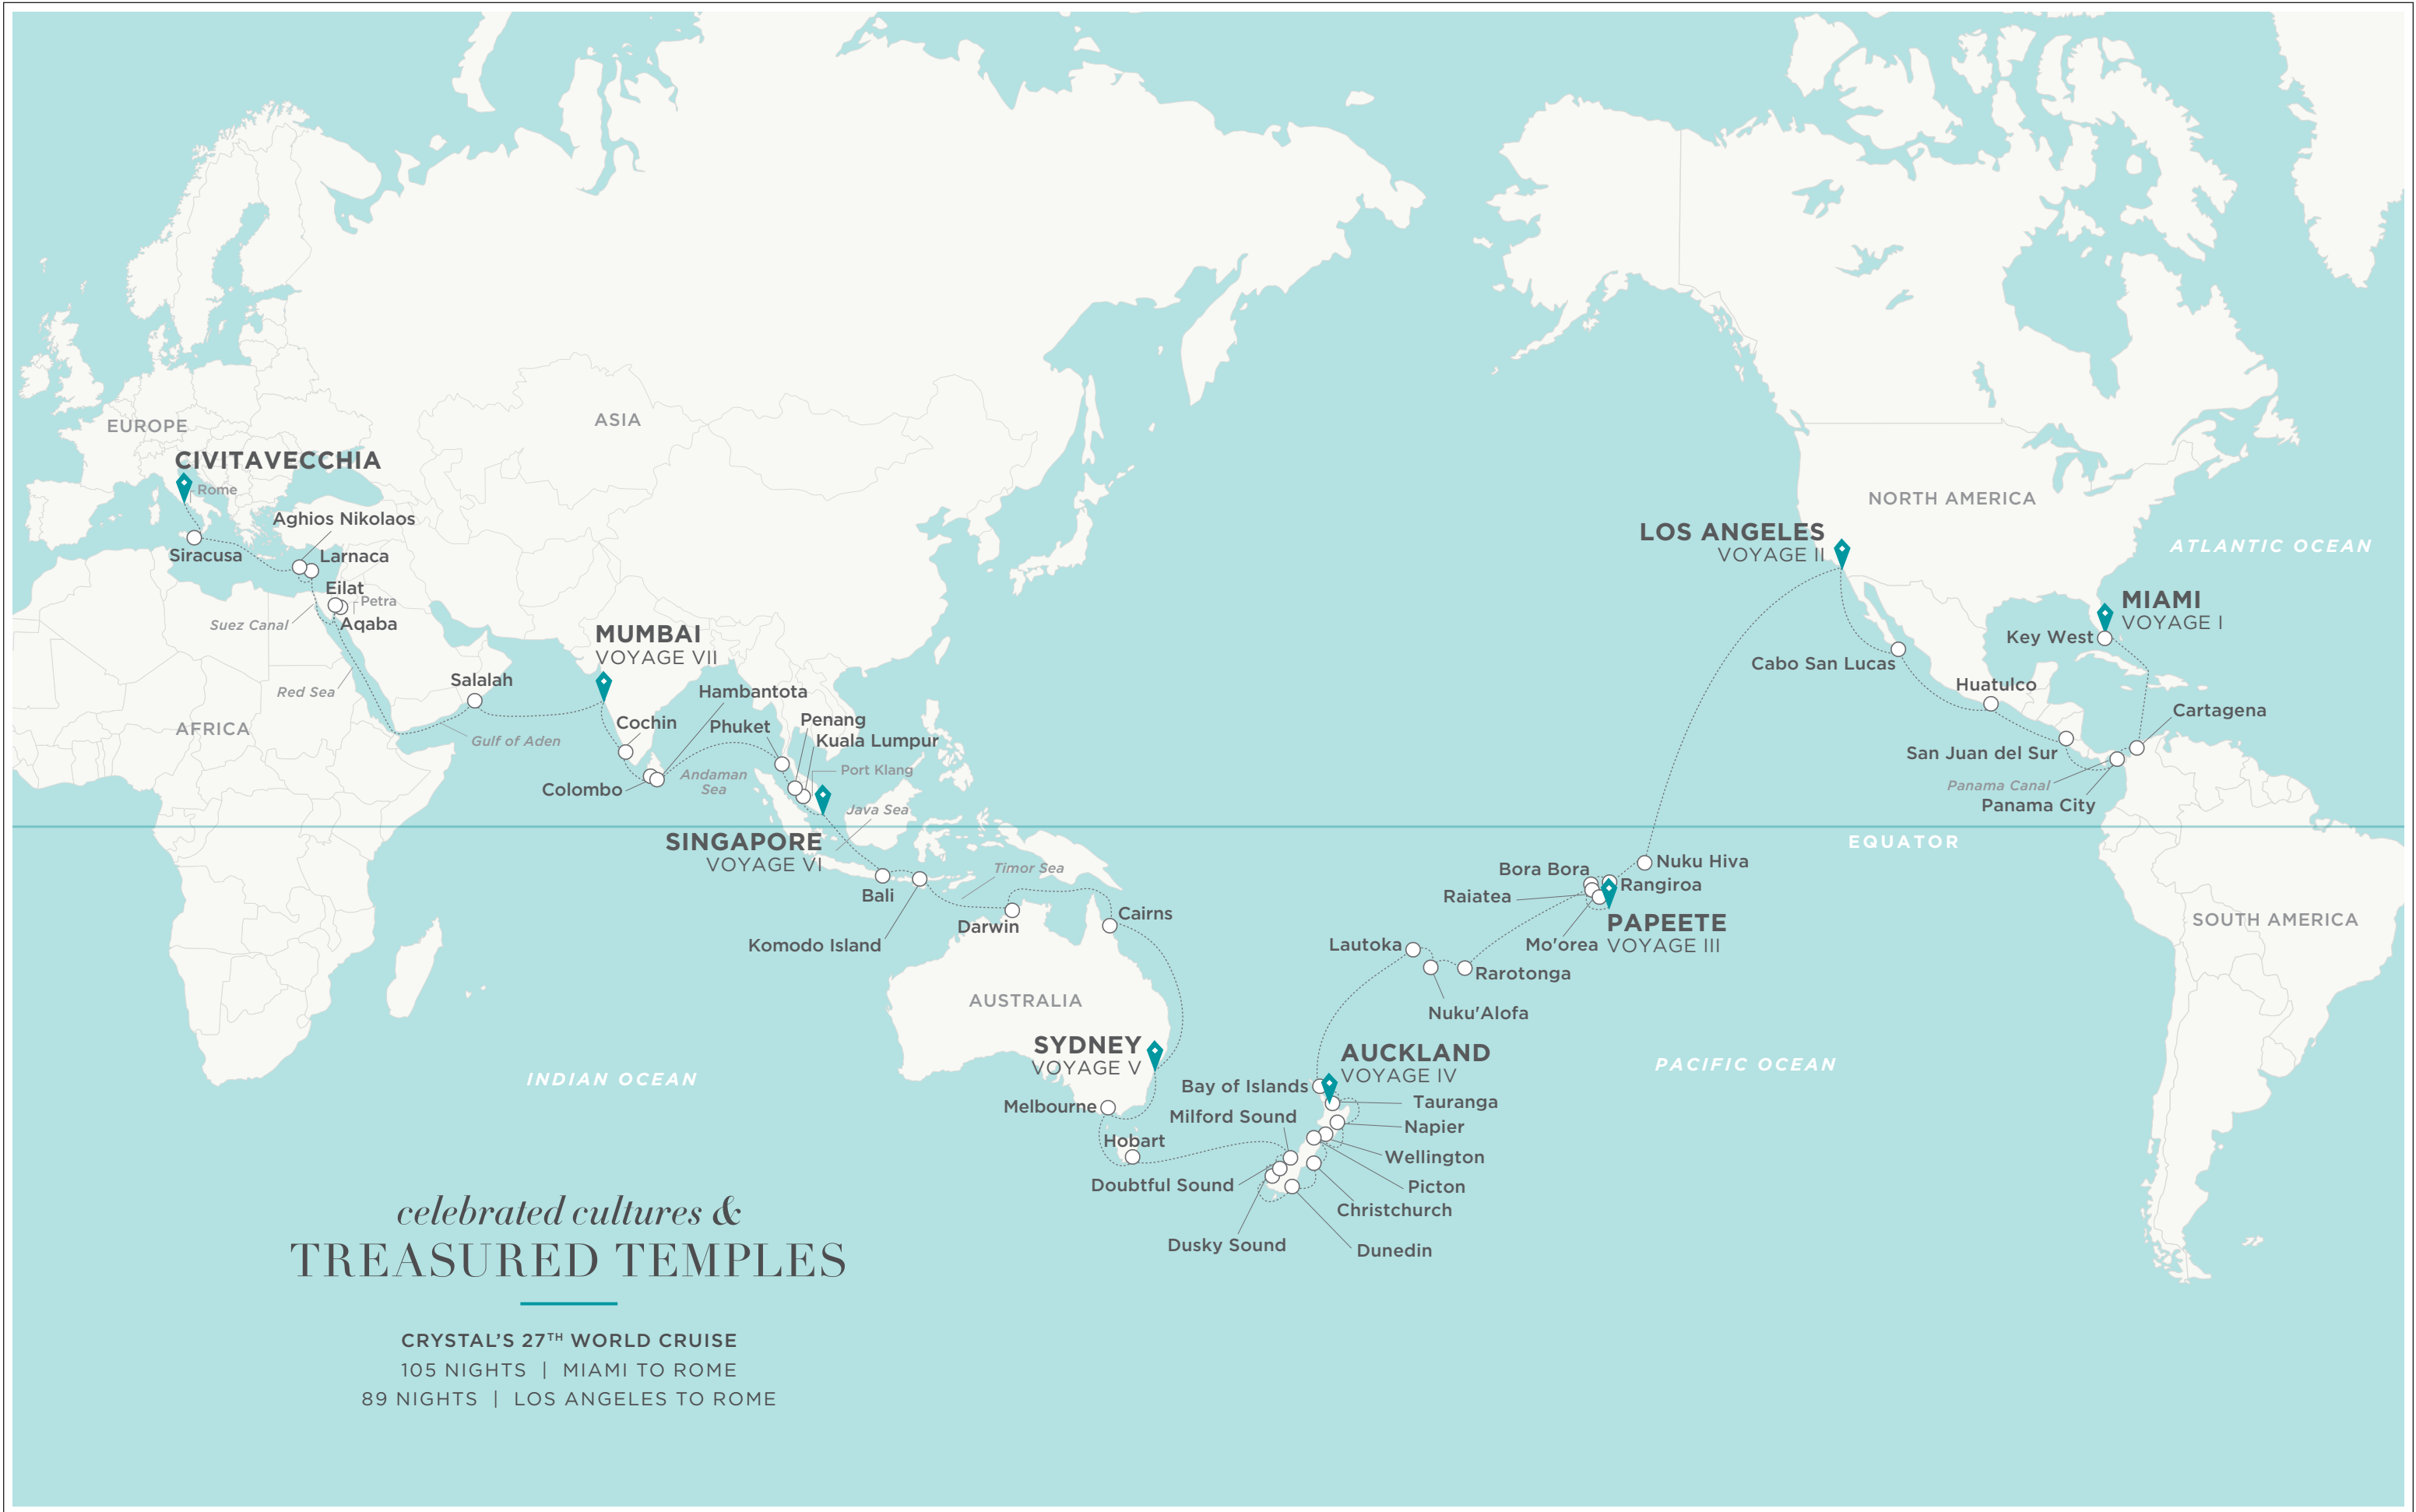 EUROPE
ASIA
CIVITAVECCHIA
Rome
Aghios Nikolaos
Siracusa
Larnaca
Eilat
Petra
Suez Canal
Aqaba
Red Sea
Salalah
AFRICA
Gulf of Aden
MUMBAI
VOYAGE VII
Hambantota
Cochin
Phuket
Penang
Kuala Lumpur
Colombo
Andaman
Sea
Port Klang
Java Sea
SINGAPORE
VOYAGE VI
Bali
Timor Sea
Komodo Island
Darwin
Cairns
AUSTRALIA
SYDNEY
VOYAGE V
INDIAN OCEAN
Melbourne
Hobart
NORTH AMERICA
LOS ANGELES
VOYAGE II
ATLANTIC OCEAN
MIAMI
VOYAGE I
Key West
Cabo San Lucas
Huatulco
Cartagena
San Juan del Sur
Panama Canal
Panama City
EQUATOR
Nuku Hiva
Bora Bora
Rangiroa
Raiatea
PAPEETE
VOYAGE III
Mo'orea
SOUTH AMERICA
Lautoka
Rarotonga
Nuku'Alofa
PACIFIC OCEAN
AUCKLAND
VOYAGE IV
Bay of Islands
Tauranga
Milford Sound
Napier
Wellington
Doubtful Sound
Picton
Christchurch
Dusky Sound
Dunedin
celebrated cultures &
TREASURED TEMPLES
CRYSTAL'S 27TH WORLD CRUISE
105 NIGHTS | MIAMI TO ROME
89 NIGHTS | LOS ANGELES TO ROME